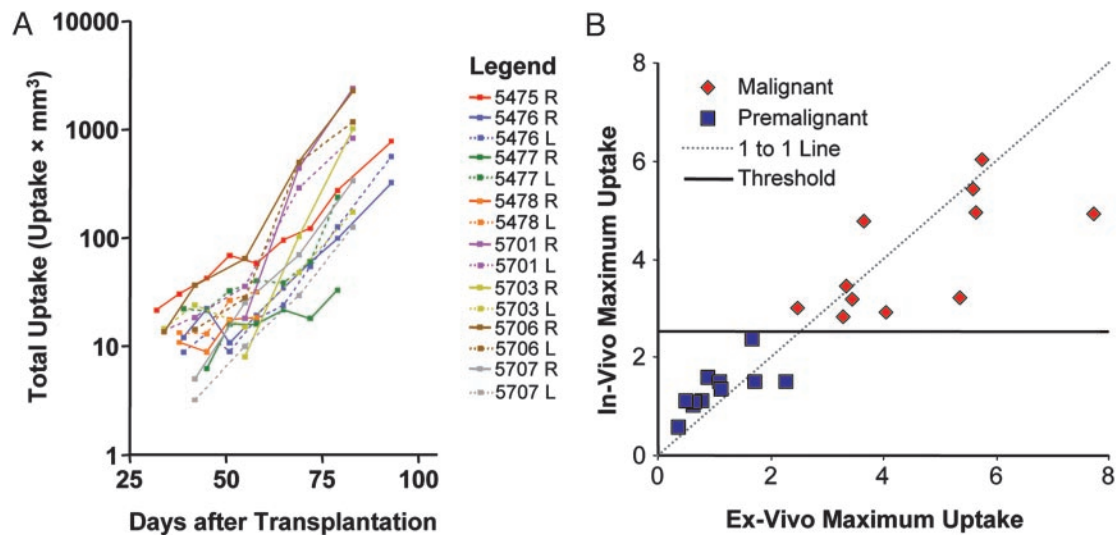 A
Total Uptake (Uptake × mm³)
10000
1000
100
10
1
25
50
75
100
Days after Transplantation
Legend
5475 R
5476 R
5476 L
5477 R
5477 L
5478 R
5478 L
5701 R
5701 L
5703 R
5703 L
5706 R
5706 L
5707 R
5707 L
B
In-Vivo Maximum Uptake
8
6
4
2
0
Malignant
Premalignant
1 to 1 Line
Threshold
0
2
4
6
8
Ex-Vivo Maximum Uptake